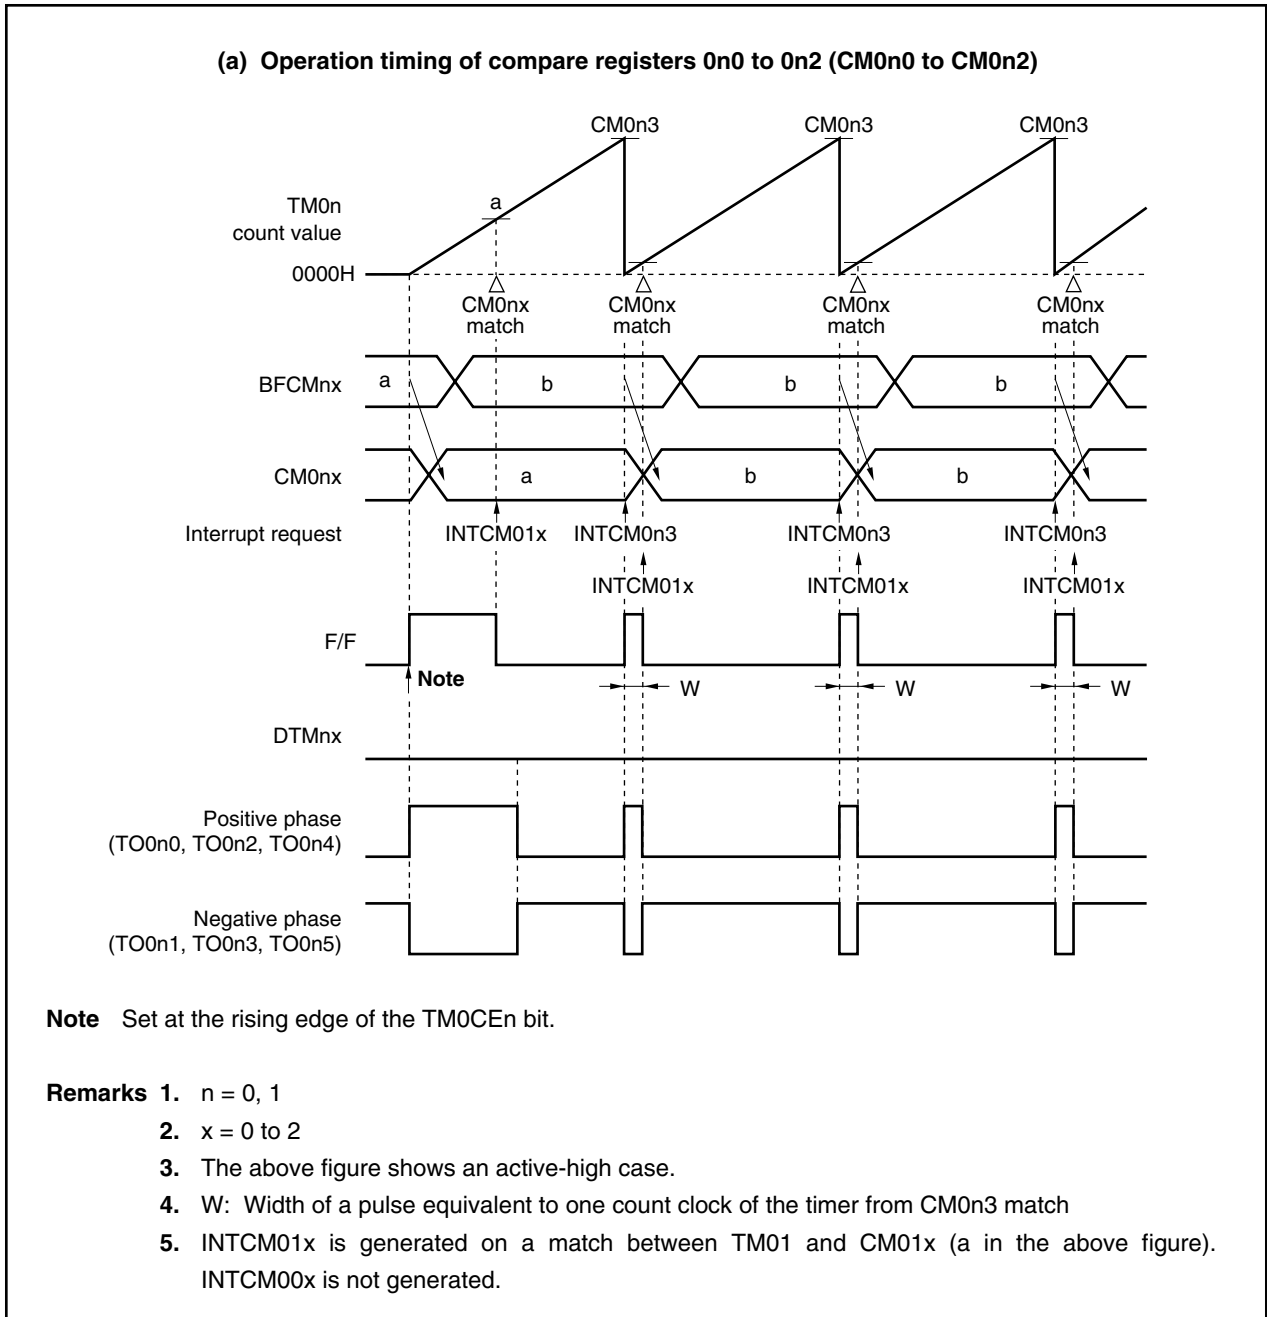 (a) Operation timing of compare registers 0n0 to 0n2 (CM0n0 to CM0n2)
CM0n3 CM0n3 CM0n3
a
TM0n
count value
0000H
CM0nx CM0nx CM0nx CM0nx
match match match match
BFCMnx a b b b
CM0nx a b b
Interrupt request INTCM01x INTCM0n3 INTCM0n3 INTCM0n3
INTCM01x INTCM01x INTCM01x
F/F
Note W W W
DTMnx
Positive phase
(TO0n0, TO0n2, TO0n4)
Negative phase
(TO0n1, TO0n3, TO0n5)
Note Set at the rising edge of the TM0CEn bit.
Remarks 1. n = 0, 1
2. x = 0 to 2
3. The above figure shows an active-high case.
4. W: Width of a pulse equivalent to one count clock of the timer from CM0n3 match
5. INTCM01x is generated on a match between TM01 and CM01x (a in the above figure).
INTCM00x is not generated.